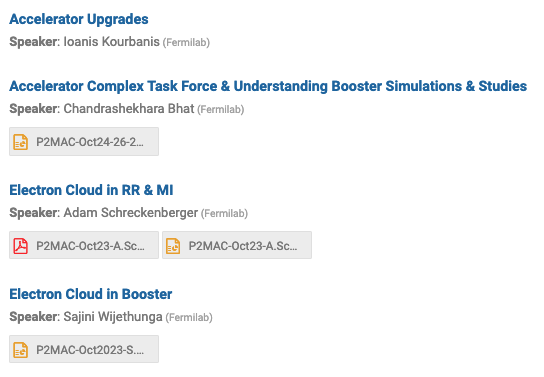 Accelerator Upgrades
Speaker: Ioanis Kourbanis (Fermilab)
Accelerator Complex Task Force & Understanding Booster Simulations & Studies
Speaker: Chandrashekhara Bhat (Fermilab)
P2MAC-Oct24-26-2...
Electron Cloud in RR & MI
Speaker: Adam Schreckenberger (Fermilab)
P2MAC-Oct23-A.Sc... P2MAC-Oct23-A.Sc...
Electron Cloud in Booster
Speaker: Sajini Wijethunga (Fermilab)
P2MAC-Oct2023-S....